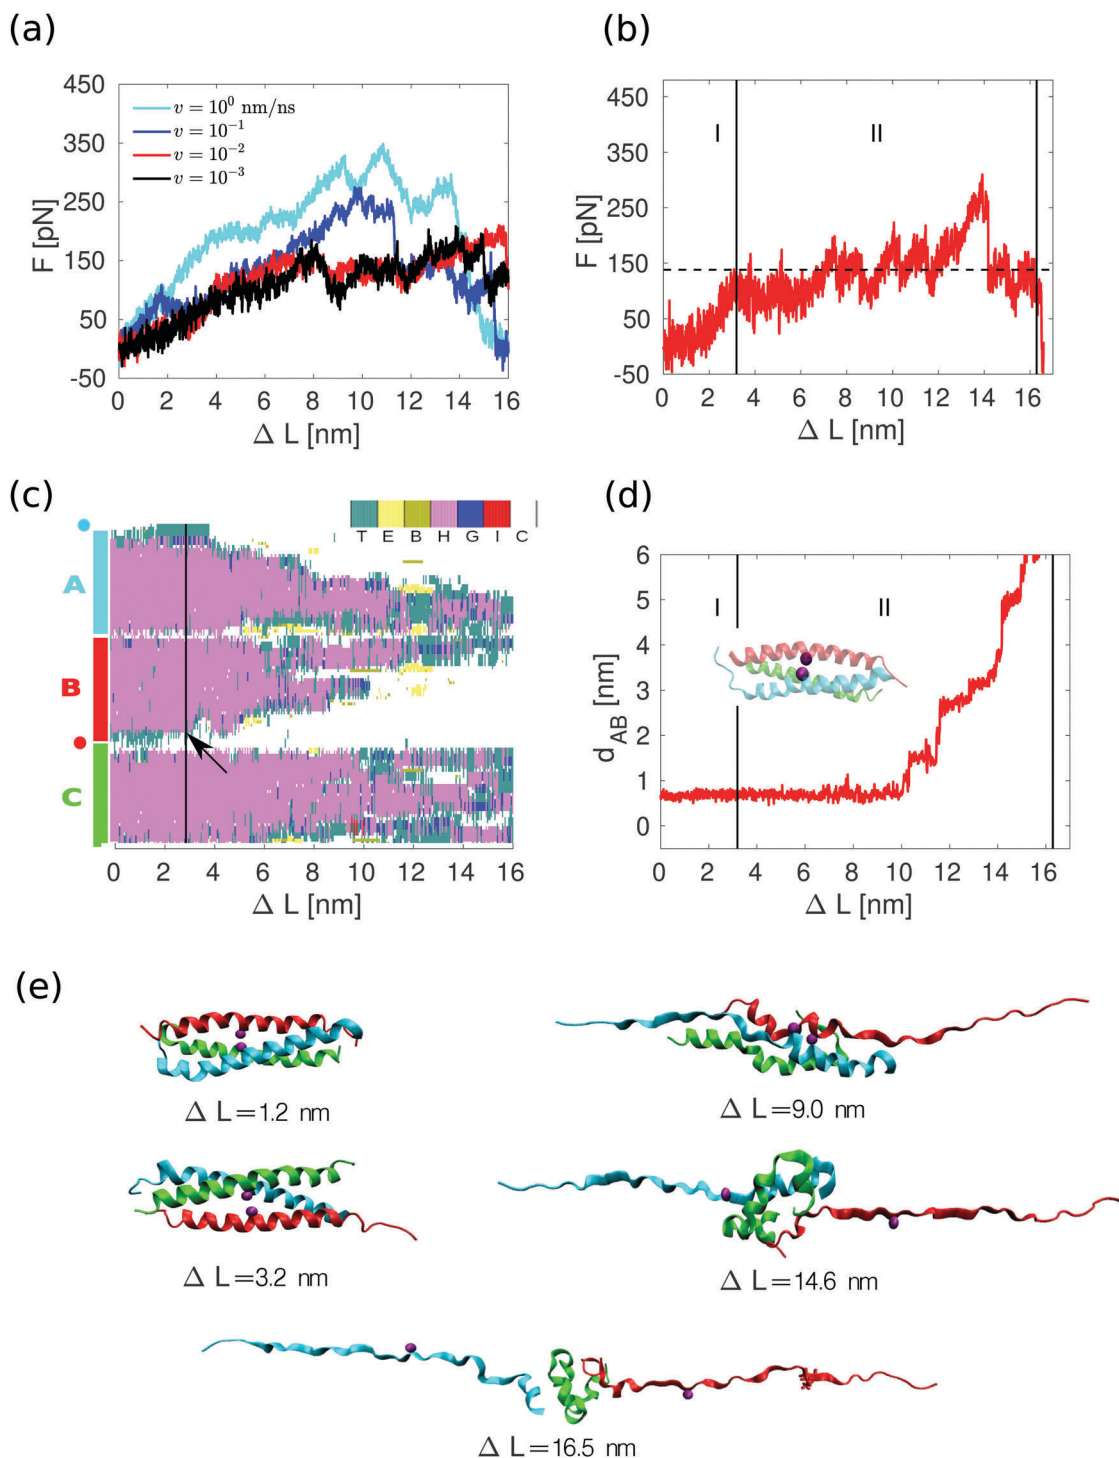 (a)
450
350
250
150
50
-50
F [pN]
v = 10⁰ nm/ns
v = 10⁻¹
v = 10⁻²
v = 10⁻³
0 2 4 6 8 10 12 14 16
Δ L [nm]
(b)
450
350
250
150
50
-50
F [pN]
I II
0 2 4 6 8 10 12 14 16
Δ L [nm]
(c)
T E B H G I C
A
B
C
0 2 4 6 8 10 12 14 16
Δ L [nm]
(d)
6
5
4
3
2
1
0
d AB [nm]
I II
0 2 4 6 8 10 12 14 16
Δ L [nm]
(e)
Δ L=1.2 nm
Δ L=9.0 nm
Δ L=3.2 nm
Δ L=14.6 nm
Δ L=16.5 nm